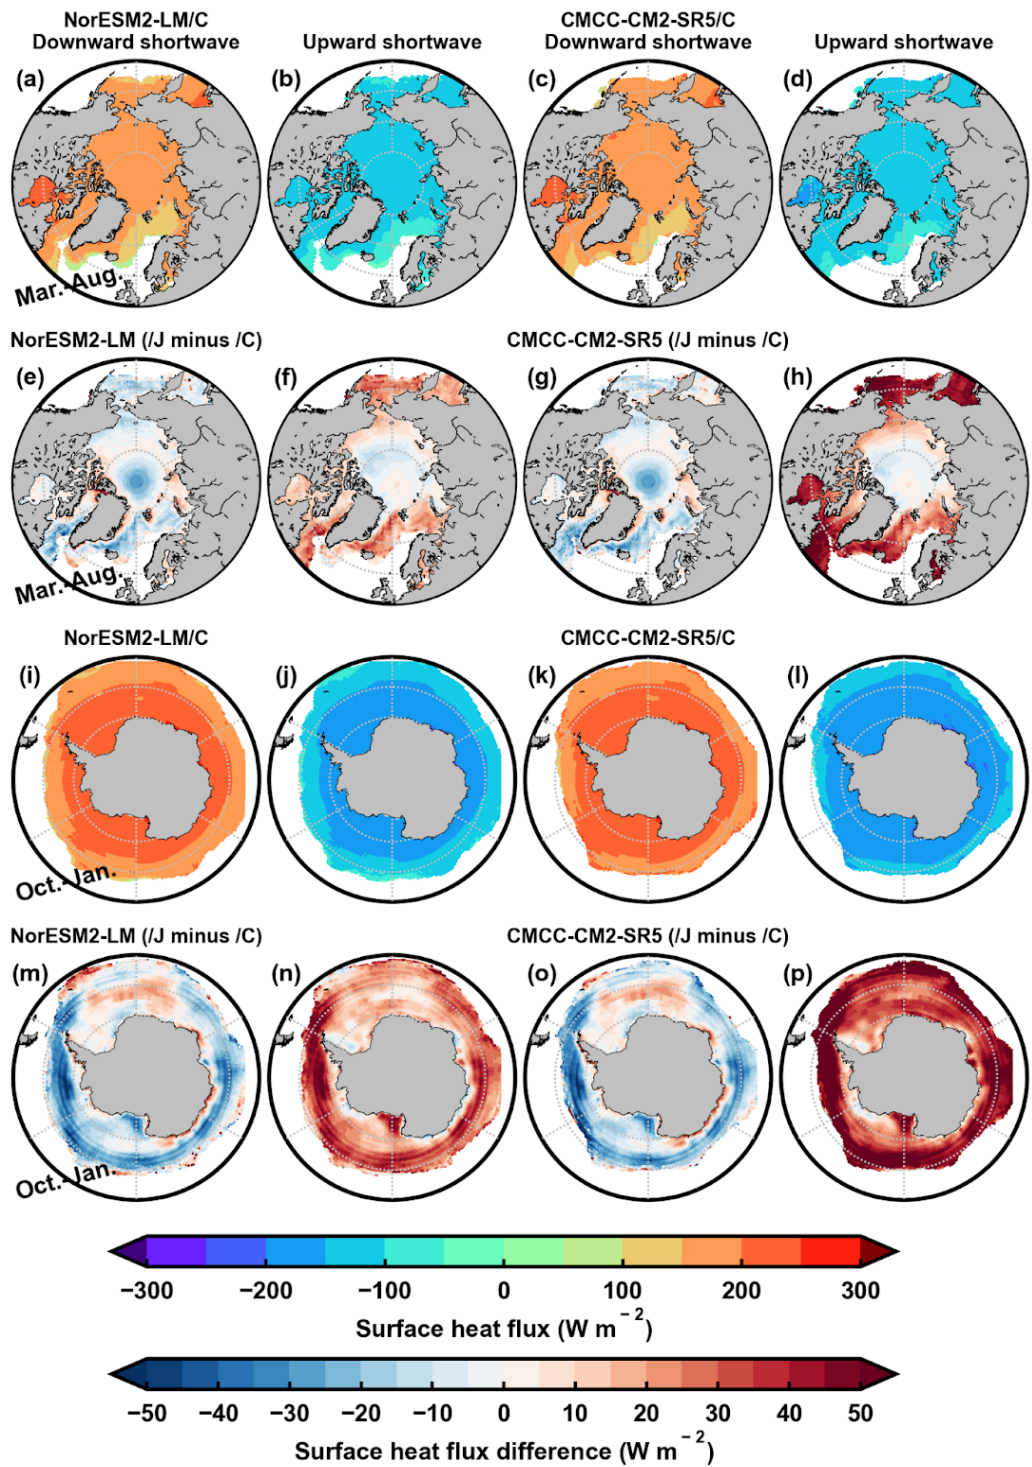 NorESM2-LM/C CMCC-CM2-SR5/C
Downward shortwave Upward shortwave Downward shortwave Upward shortwave
(a) (b) (c) (d)
Mar.-Aug.
NorESM2-LM (/J minus /C) CMCC-CM2-SR5 (/J minus /C)
(e) (f) (g) (h)
Mar.-Aug.
NorESM2-LM/C CMCC-CM2-SR5/C
(i) (j) (k) (l)
Oct.-Jan.
NorESM2-LM (/J minus /C) CMCC-CM2-SR5 (/J minus /C)
(m) (n) (o) (p)
Oct.-Jan.
−300 −200 −100 0 100 200 300
Surface heat flux (W m⁻²)
−50 −40 −30 −20 −10 0 10 20 30 40 50
Surface heat flux difference (W m⁻²)